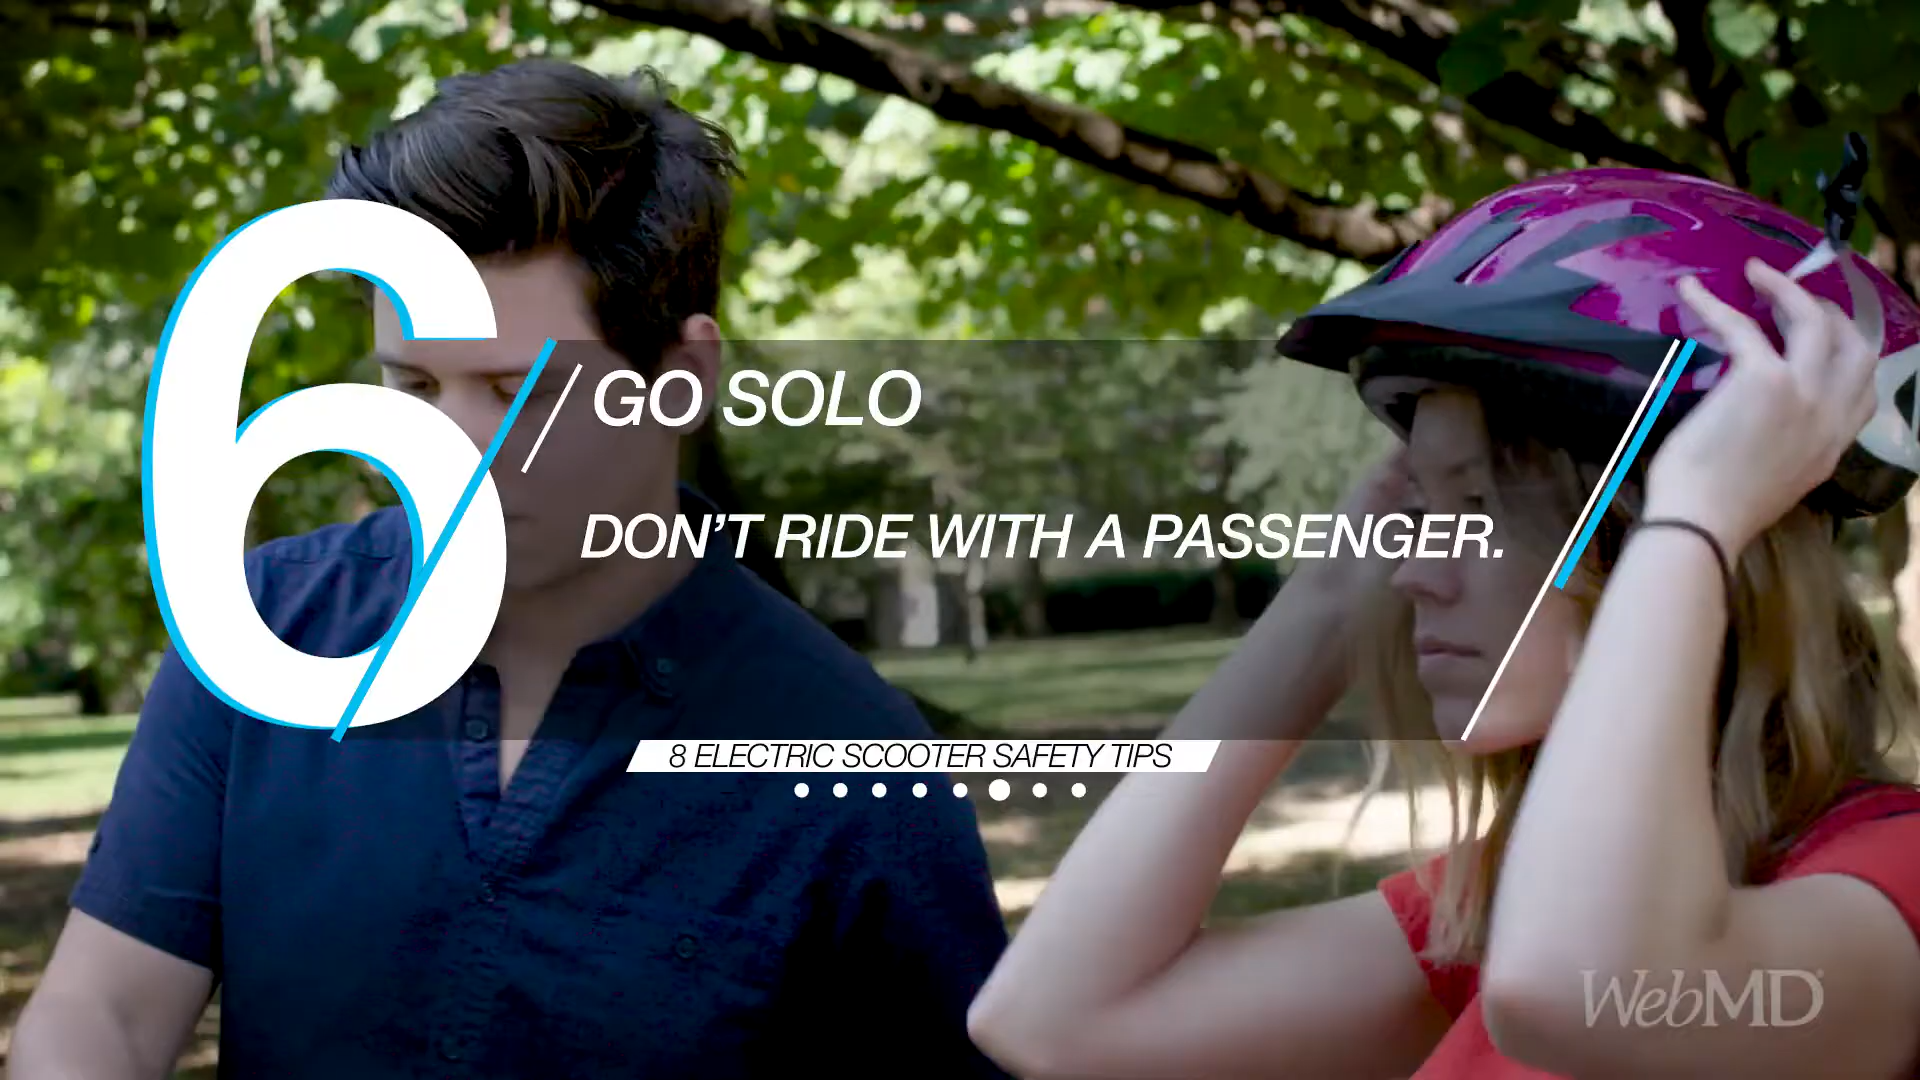 6
GO SOLO
DON'T RIDE WITH A PASSENGER.
8 ELECTRIC SCOOTER SAFETY TIPS
WebMD